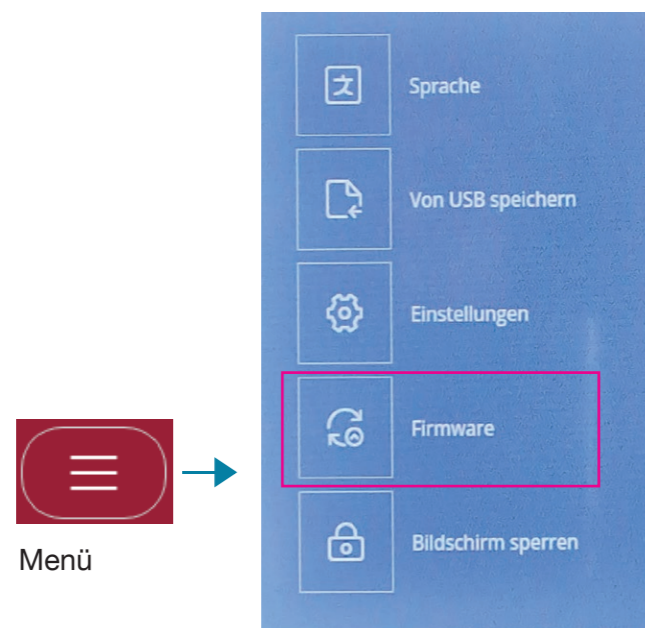 Sprache
Von USB speichern
Einstellungen
Firmware
Bildschirm sperren
Menü